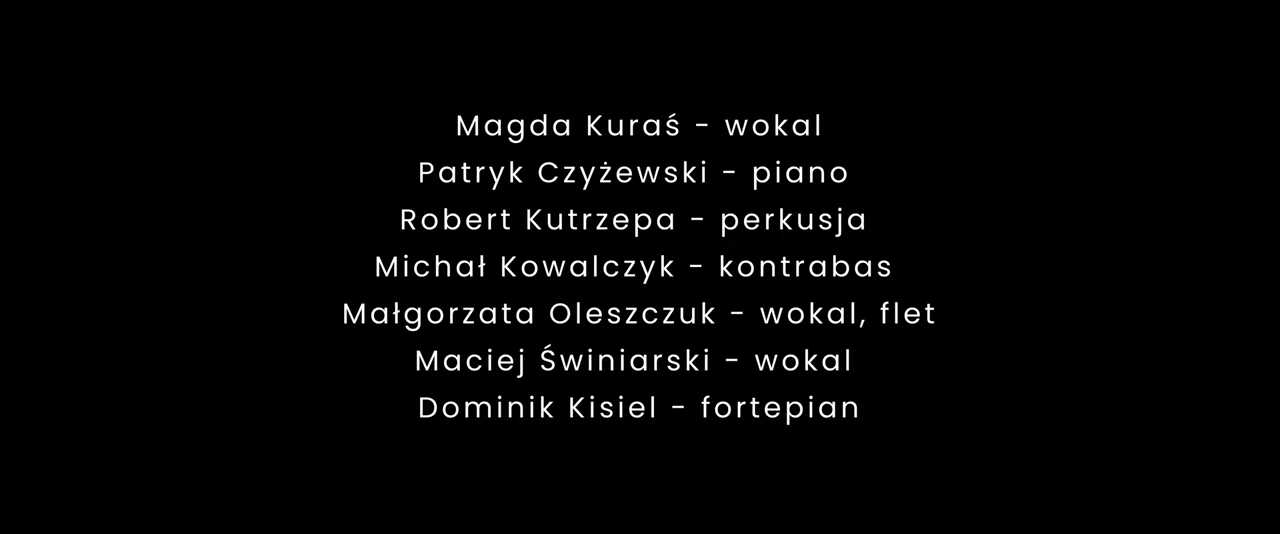 Magda Kuraś - wokal
Patryk Czyżewski - piano
Robert Kutrzepa - perkusja
Michał Kowalczyk - kontrabas
Małgorzata Oleszczuk - wokal, flet
Maciej Świniarski - wokal
Dominik Kisiel - fortepian